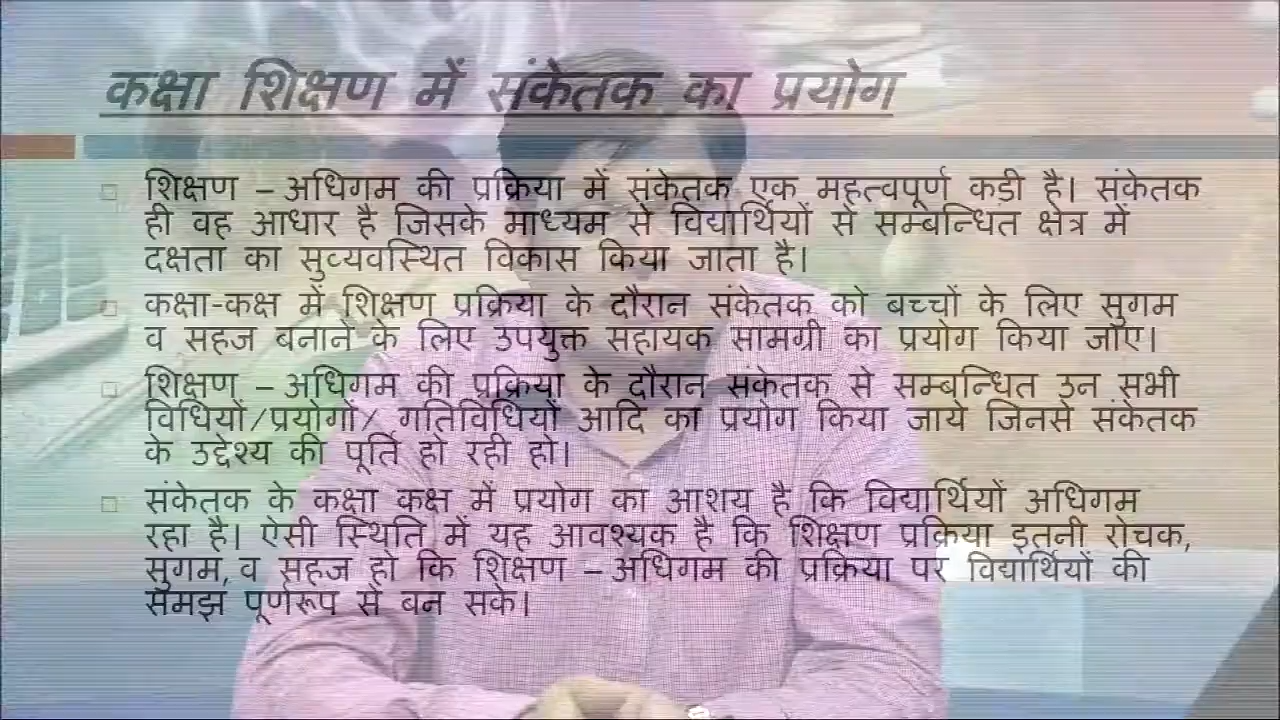 कक्षा शिक्षण में संकेतक का प्रयोग
शिक्षण – अधिगम की प्रक्रिया में संकेतक एक महत्वपूर्ण कड़ी है। संकेतक
ही वह आधार है जिसके माध्यम से विद्यार्थियों से सम्बन्धित क्षेत्र में
दक्षता का सुव्यवस्थित विकास किया जाता है।
कक्षा-कक्ष में शिक्षण प्रक्रिया के दौरान संकेतक को बच्चों के लिए सुगम
व सहज बनाने के लिए उपयुक्त सहायक सामग्री का प्रयोग किया जाए।
शिक्षण – अधिगम की प्रक्रिया के दौरान संकेतक से सम्बन्धित उन सभी
विधियों/प्रयोगों/ गतिविधियों आदि का प्रयोग किया जाये जिनसे संकेतक
के उद्देश्य की पूर्ति हो रही हो।
संकेतक के कक्षा कक्ष में प्रयोग का आशय है कि विद्यार्थियों अधिगम
रहा है। ऐसी स्थिति में यह आवश्यक है कि शिक्षण प्रक्रिया इतनी रोचक,
सुगम, व सहज हो कि शिक्षण – अधिगम की प्रक्रिया पर विद्यार्थियों की
समझ पूर्णरूप से बन सके।